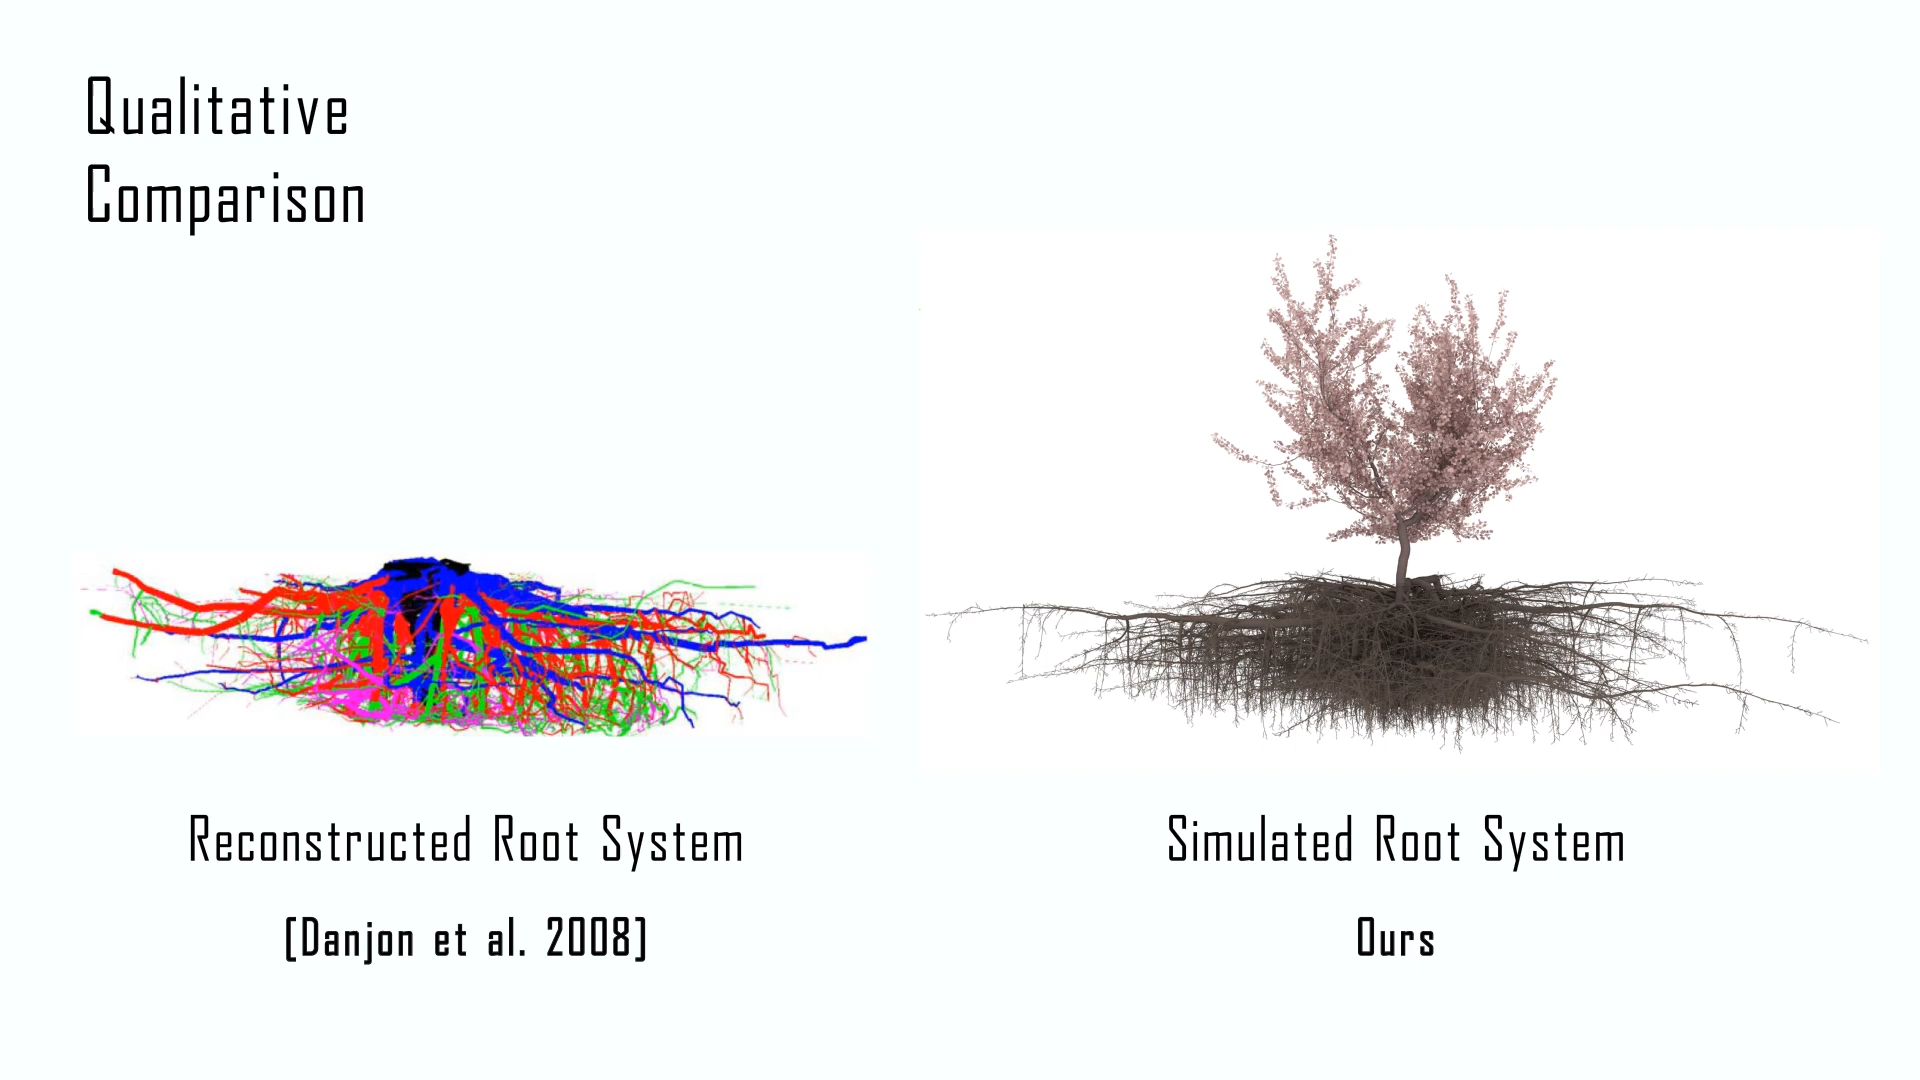 Qualitative
Comparison
Reconstructed Root System
[Danjon et al. 2008]
Simulated Root System
Ours